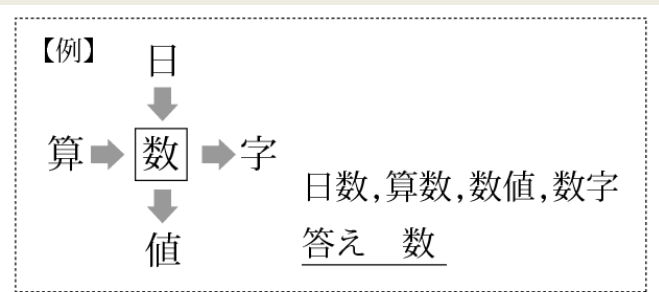 【例】
日
算 数 字
値
日数,算数,数値,数字
答え 数